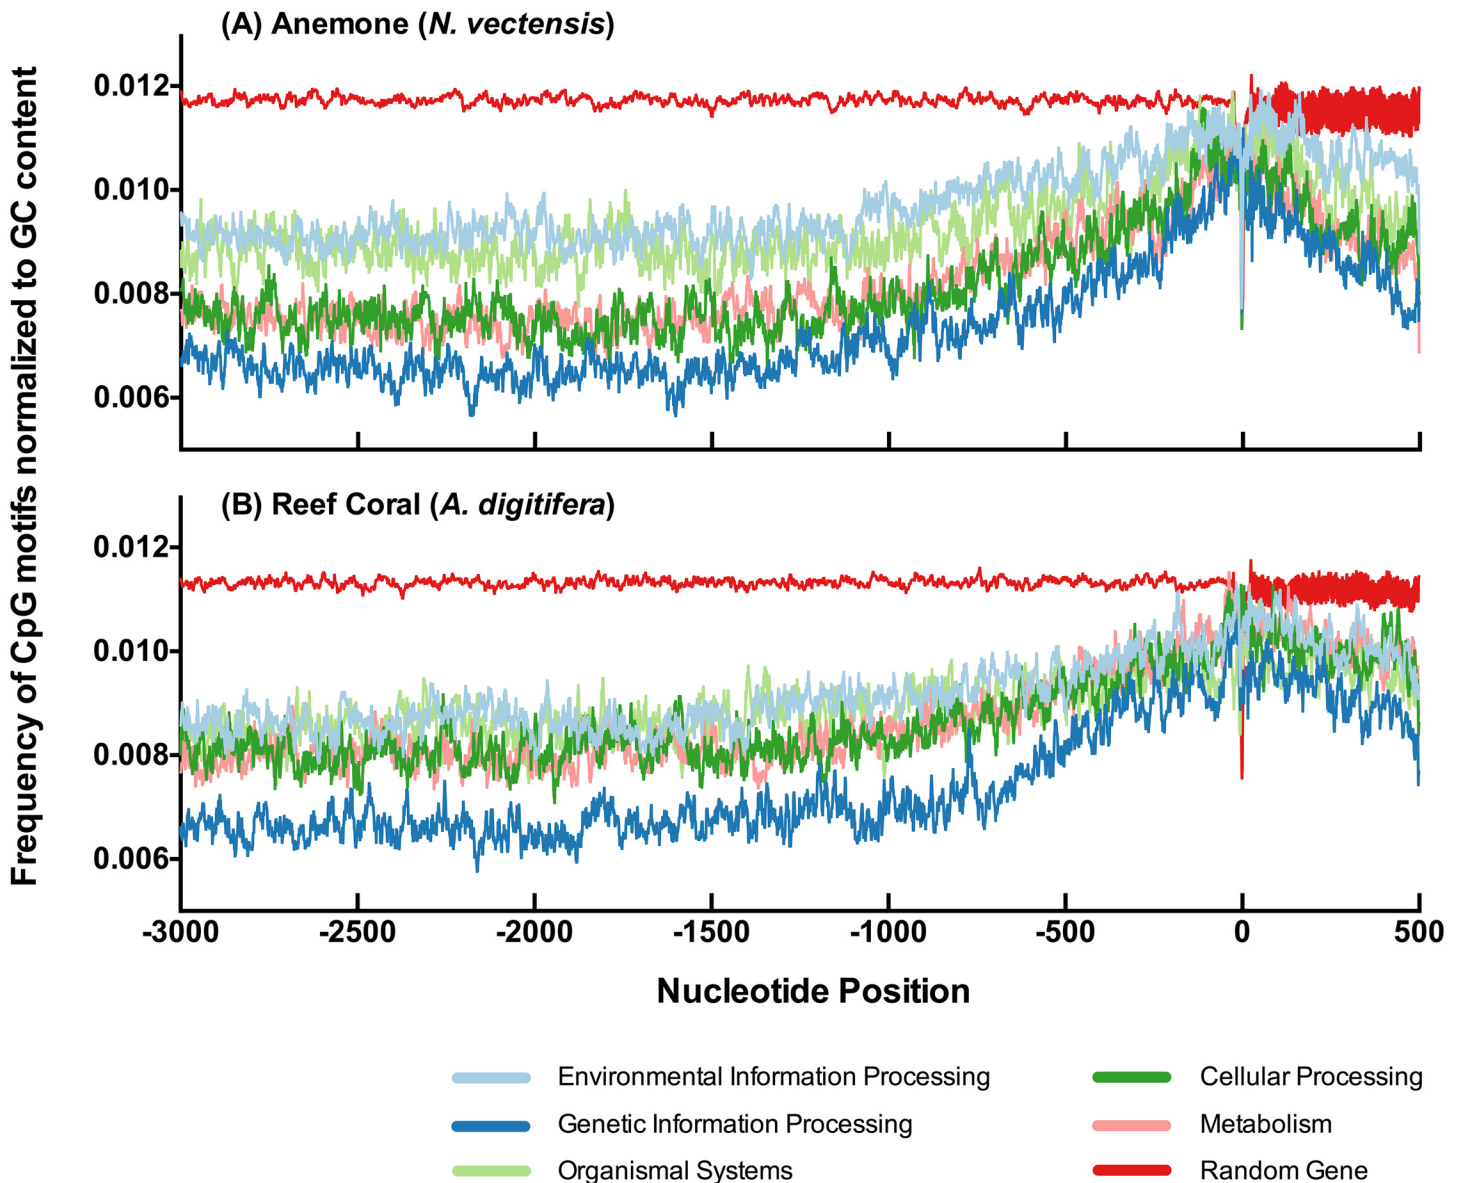 (A) Anemone (N. vectensis)
Frequency of CpG motifs normalized to GC content
0.012
0.010
0.008
0.006
(B) Reef Coral (A. digitifera)
0.012
0.010
0.008
0.006
-3000 -2500 -2000 -1500 -1000 -500 0 500
Nucleotide Position
Environmental Information Processing Cellular Processing
Genetic Information Processing Metabolism
Organismal Systems Random Gene